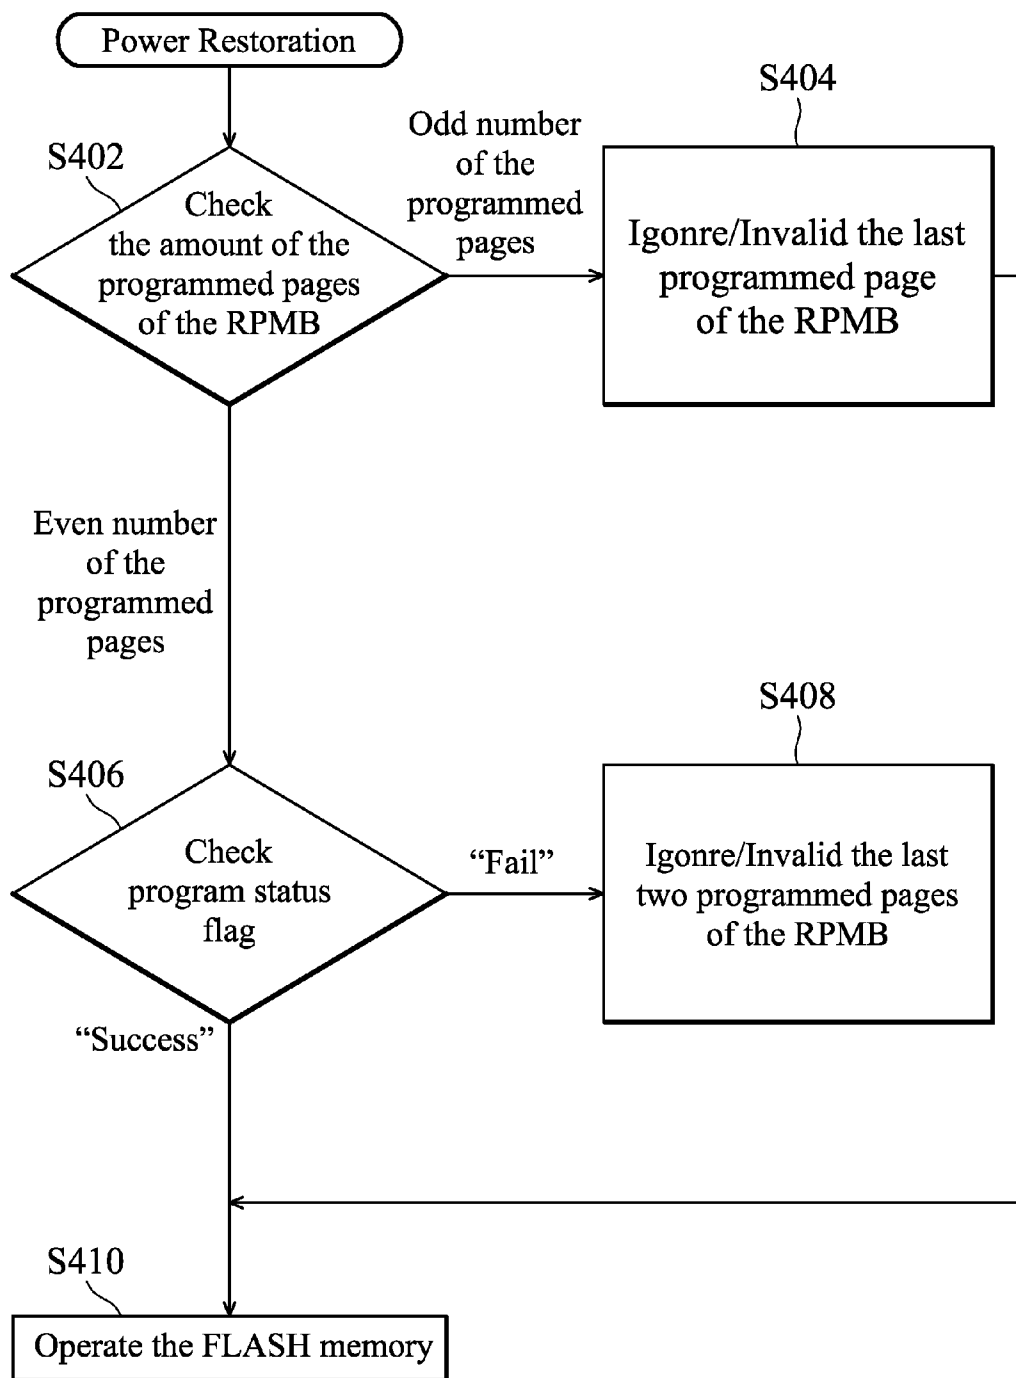 Power Restoration
S402
Check
the amount of the
programmed pages
of the RPMB
Odd number
of the
programmed
pages
S404
Igonre/Invalid the last
programmed page
of the RPMB
Even number
of the
programmed
pages
S406
Check
program status
flag
“Fail”
S408
Igonre/Invalid the last
two programmed pages
of the RPMB
“Success”
S410
Operate the FLASH memory